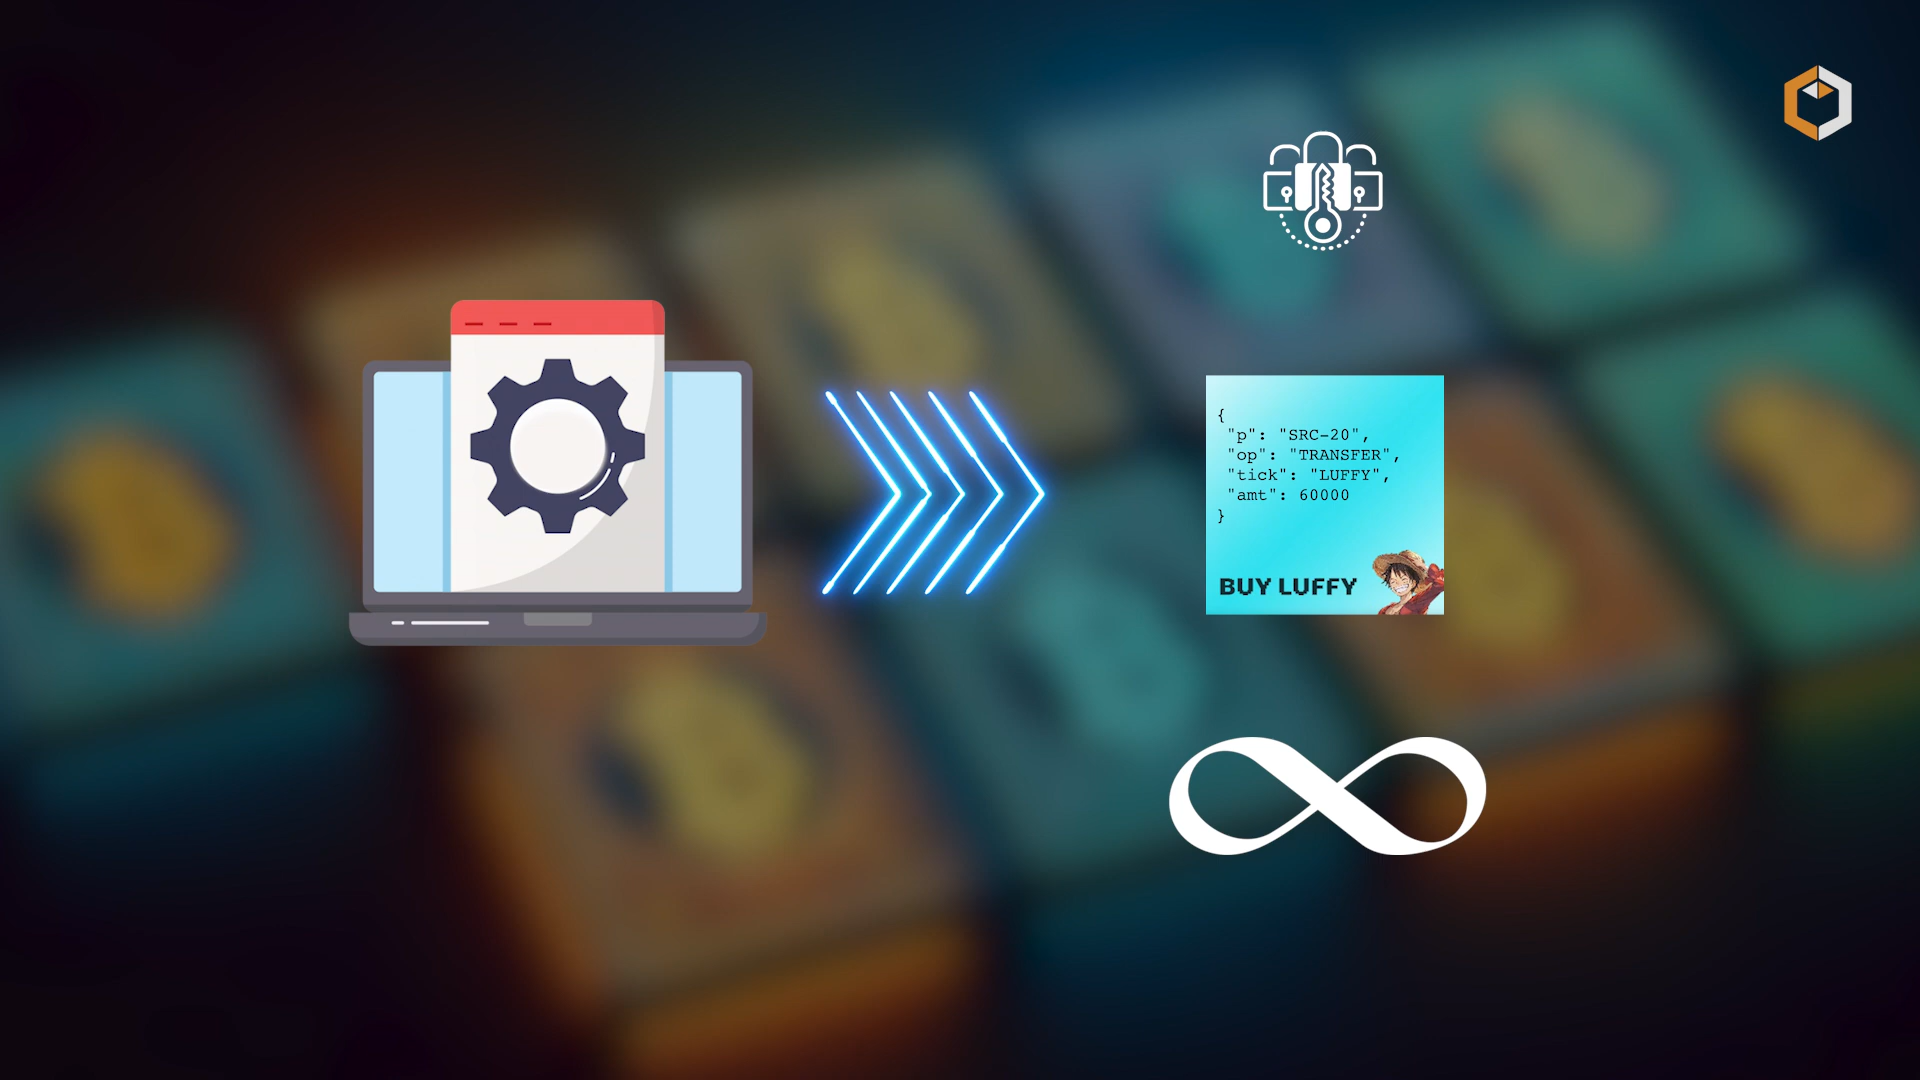 {
"p": "SRC-20",
"op": "TRANSFER",
"tick": "LUFFY",
"amt": 60000
}
BUY LUFFY